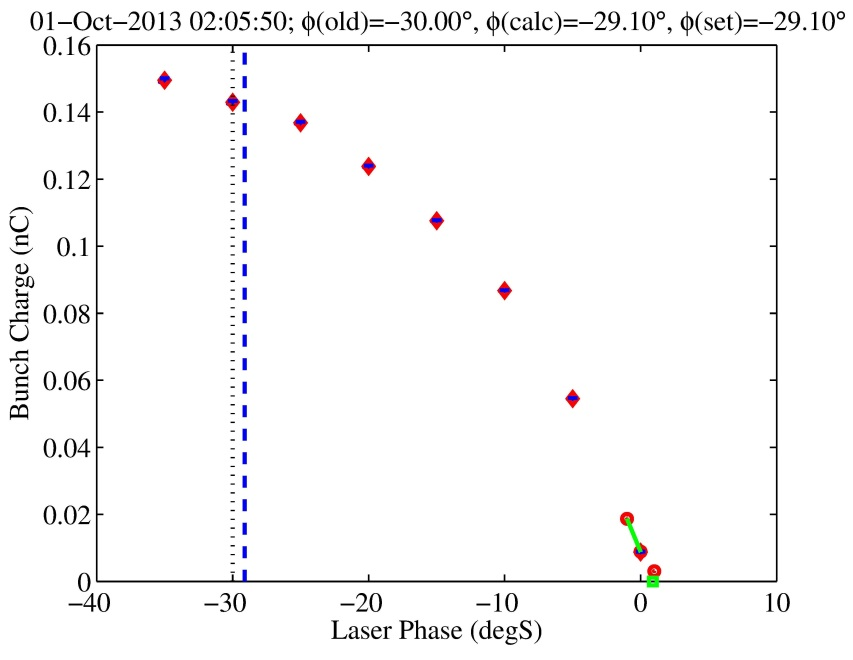 01−Oct−2013 02:05:50; ϕ(old)=−30.00°, ϕ(calc)=−29.10°, ϕ(set)=−29.10°
0.16
0.14
0.12
0.1
0.08
0.06
0.04
0.02
0
Bunch Charge (nC)
−40 −30 −20 −10 0 10
Laser Phase (degS)